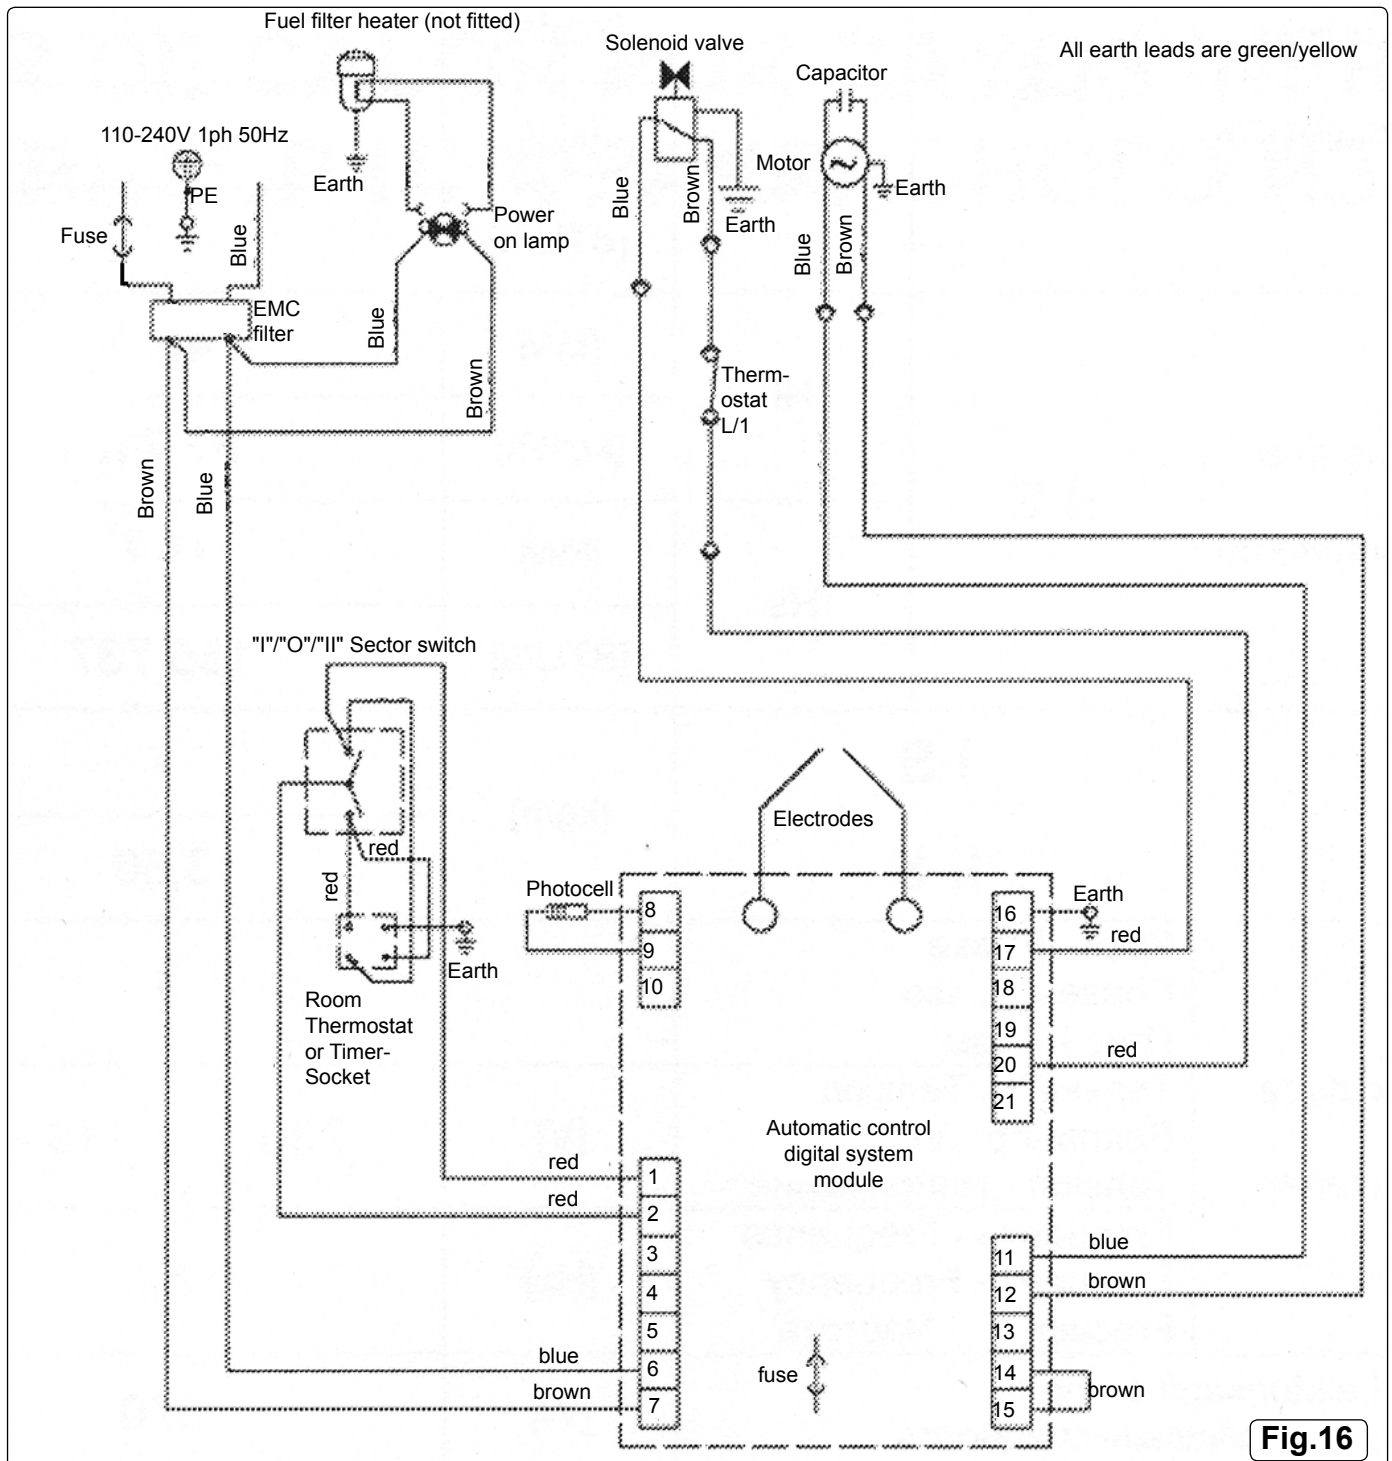 Fuel filter heater (not fitted)
Solenoid valve
All earth leads are green/yellow
Capacitor
110-240V 1ph 50Hz
Motor
Earth
Earth
PE
Blue
Brown
Earth
Fuse
Blue
Power
on lamp
Blue
Brown
EMC
filter
Blue
Brown
Therm-
ostat
L/1
Brown
Blue
"I"/"O"/"II" Sector switch
red
red
Electrodes
Photocell
8
9
10
16
17
18
19
20
21
Earth
red
red
Earth
Room
Thermostat
or Timer-
Socket
Automatic control
digital system
module
red
red
1
2
3
4
5
6
7
blue
brown
11
12
13
14
15
blue
brown
brown
fuse
Fig.16